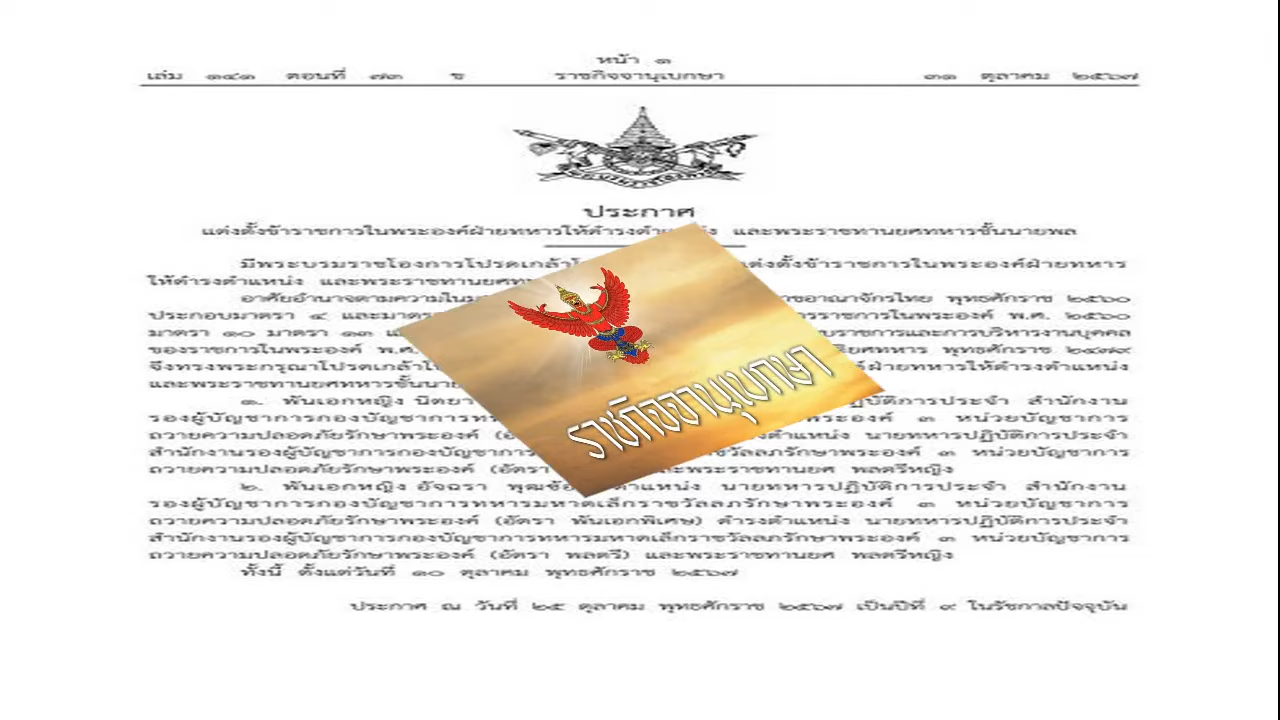 หน้า ๑
เล่ม ๑๔๑ ตอนที่ ๗๓ ข ราชกิจจานุเบกษา ๓๑ ตุลาคม ๒๕๖๗
ประกาศ
แต่งตั้งข้าราชการในพระองค์ฝ่ายทหารให้ดำรงตำแหน่ง และพระราชทานยศทหารชั้นนายพล
มีพระบรมราชโองการโปรดเกล้า แต่งตั้งข้าราชการในพระองค์ฝ่ายทหาร
ให้ดำรงตำแหน่ง และพระราชทานยศ
อาศัยอำนาจตามความใน ราชอาณาจักรไทย พุทธศักราช ๒๕๖๐
ประกอบมาตรา ๔ และ ราชการในพระองค์ พ.ศ. ๒๕๖๐
มาตรา ๑๐ มาตรา ๑๓ ราชการและการบริหารงานบุคคล
ของราชการในพระองค์ พ.ศ. ยศทหาร พุทธศักราช ๒๔๗๙
จึงทรงพระกรุณาโปรดเกล้า ฝ่ายทหารให้ดำรงตำแหน่ง
และพระราชทานยศทหารชั้น
๑. พันเอกหญิง นิตยา ปฏิบัติการประจำ สำนักงาน
รองผู้บัญชาการกองบัญชาการ พระองค์ ๓ หน่วยบัญชาการ
ถวายความปลอดภัยรักษาพระองค์ ตำแหน่ง นายทหารปฏิบัติการประจำ
สำนักงานรองผู้บัญชาการกองบัญชาการ ราชวัลลภรักษาพระองค์ ๓ หน่วยบัญชาการ
ถวายความปลอดภัยรักษาพระองค์ (อัตรา และพระราชทานยศ พลตรีหญิง
ราชกิจจานุเบกษา
๒. พันเอกหญิง อัจฉรา ตำแหน่ง นายทหารปฏิบัติการประจำ สำนักงาน
รองผู้บัญชาการกองบัญชาการทหารมหาดเล็กราชวัลลภรักษาพระองค์ ๓ หน่วยบัญชาการ
ถวายความปลอดภัยรักษาพระองค์ (อัตรา พันเอกพิเศษ) ดำรงตำแหน่ง นายทหารปฏิบัติการประจำ
สำนักงานรองผู้บัญชาการกองบัญชาการทหารมหาดเล็กราชวัลลภรักษาพระองค์ ๓ หน่วยบัญชาการ
ถวายความปลอดภัยรักษาพระองค์ (อัตรา พลตรี) และพระราชทานยศ พลตรีหญิง
ทั้งนี้ ตั้งแต่วันที่ ๑๐ ตุลาคม พุทธศักราช ๒๕๖๗
ประกาศ ณ วันที่ ๒๕ ตุลาคม พุทธศักราช ๒๕๖๗ เป็นปีที่ ๙ ในรัชกาลปัจจุบัน